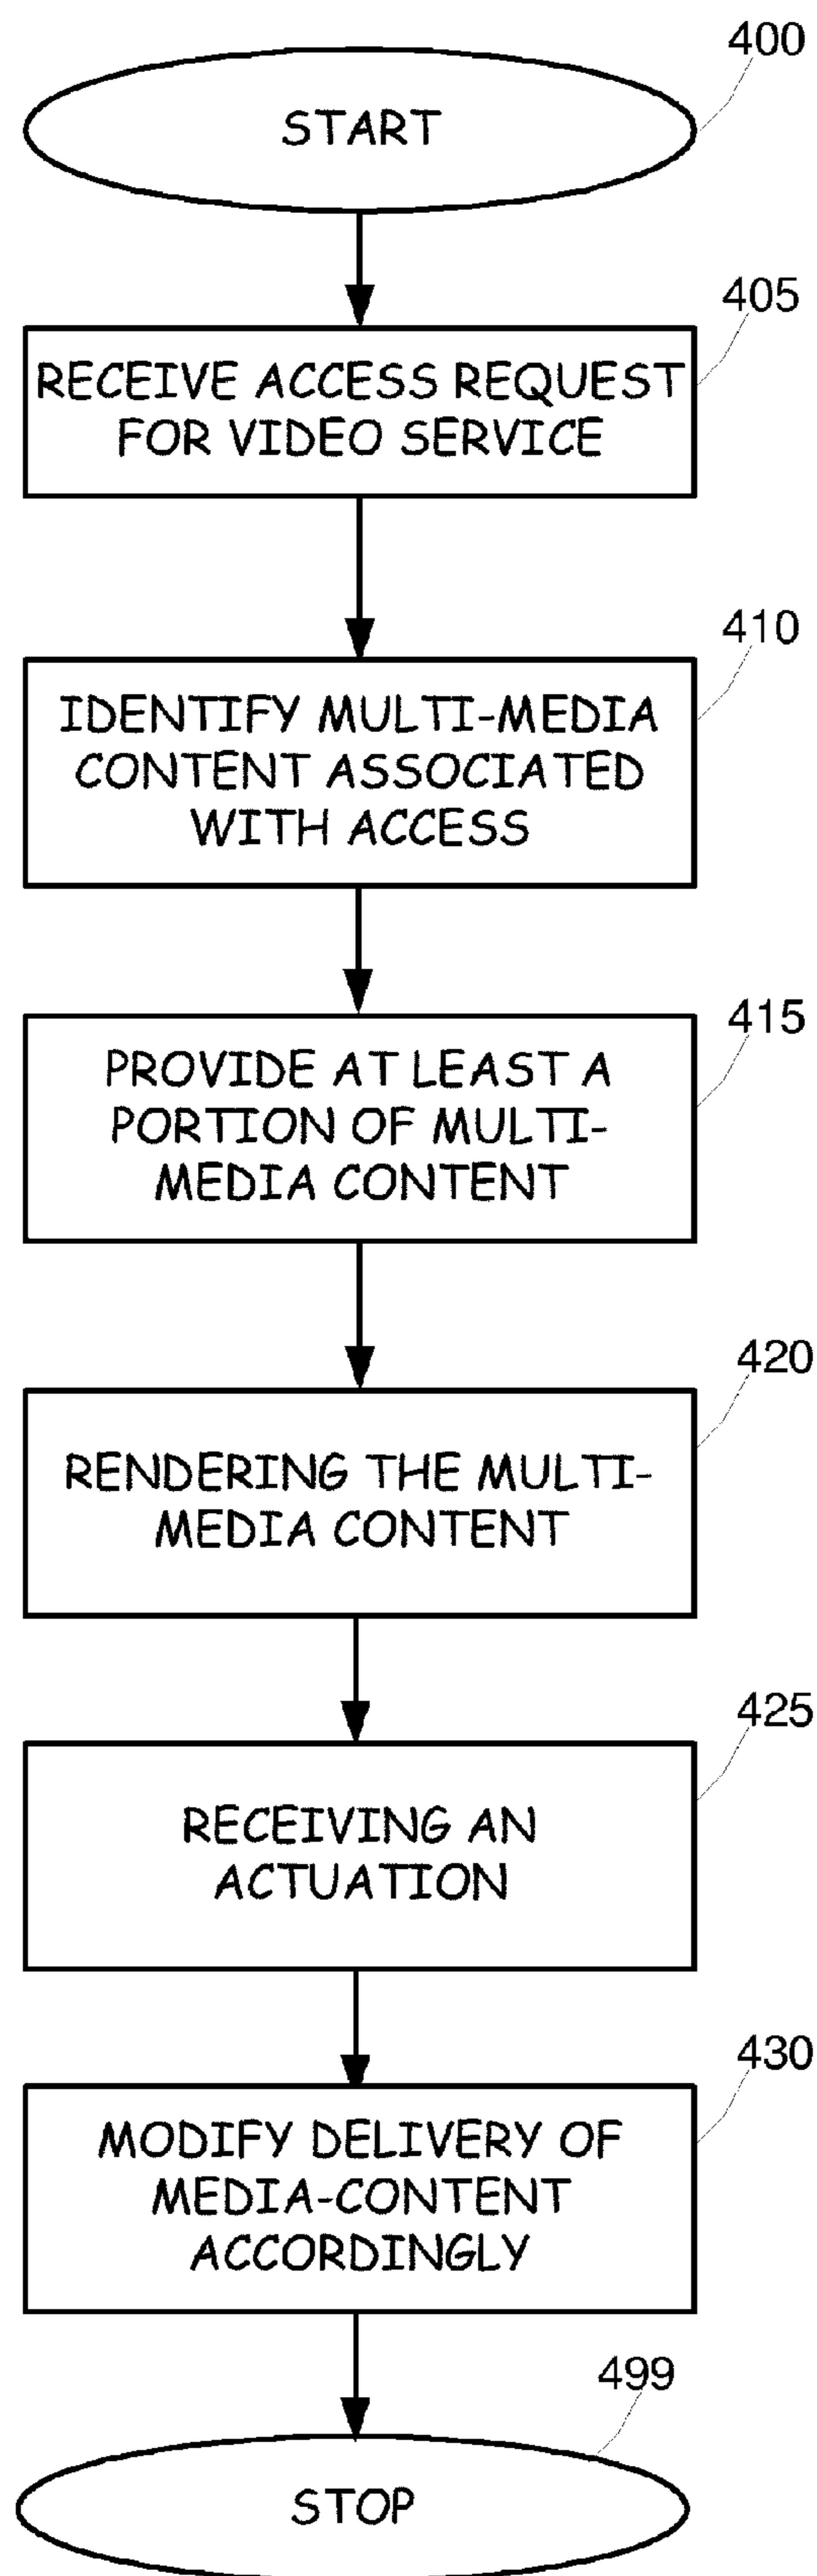 400
START
405
RECEIVE ACCESS REQUEST
FOR VIDEO SERVICE
410
IDENTIFY MULTI-MEDIA
CONTENT ASSOCIATED
WITH ACCESS
415
PROVIDE AT LEAST A
PORTION OF MULTI-
MEDIA CONTENT
420
RENDERING THE MULTI-
MEDIA CONTENT
425
RECEIVING AN
ACTUATION
430
MODIFY DELIVERY OF
MEDIA-CONTENT
ACCORDINGLY
499
STOP